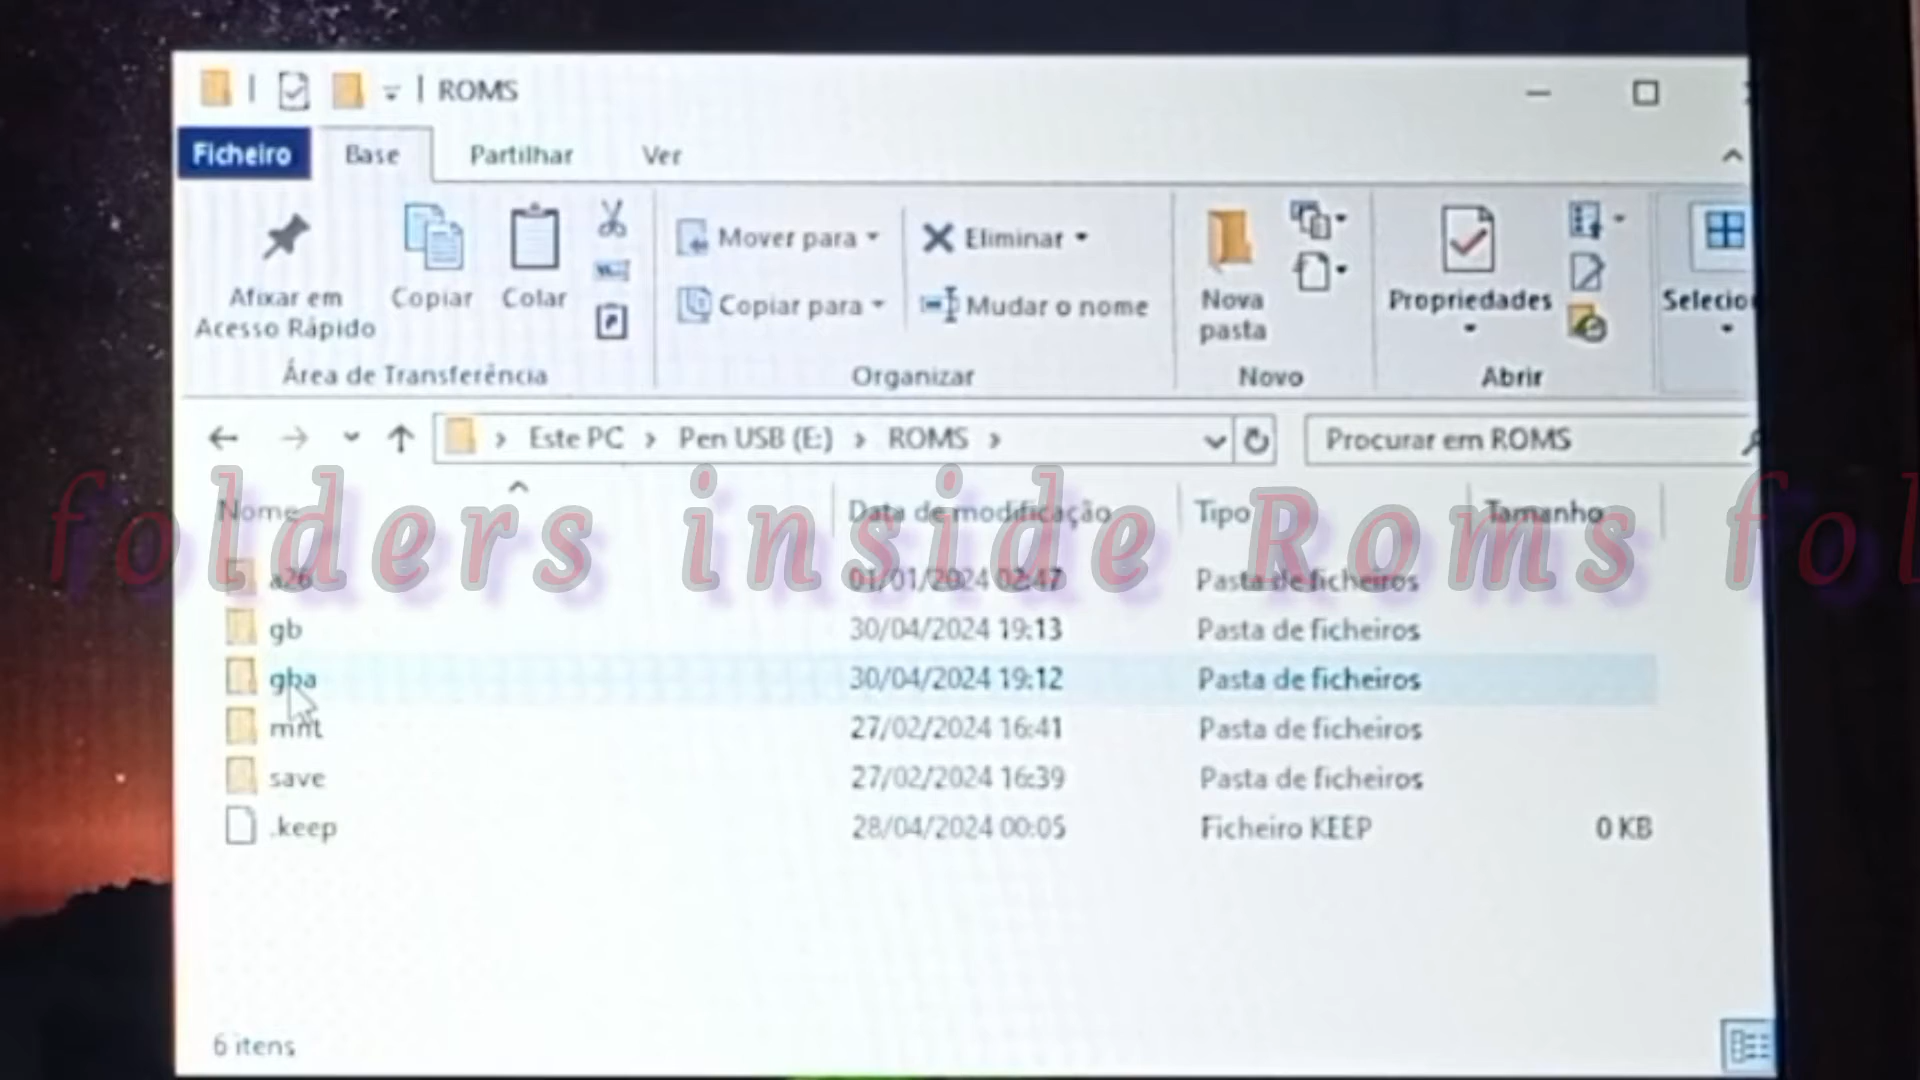 ROMS
Ficheiro Base Partilhar Ver
Afixar em Acesso Rápido
Copiar
Colar
Mover para
Copiar para
Eliminar
Mudar o nome
Nova pasta
Propriedades
Selecio
Área de Transferência Organizar Novo Abrir
Este PC > Pen USB (E:) > ROMS >
Procurar em ROMS
folders inside Roms fol
Nome Data de modificação Tipo Tamanho
a26 01/01/2024 02:47 Pasta de ficheiros
gb 30/04/2024 19:13 Pasta de ficheiros
gba 30/04/2024 19:12 Pasta de ficheiros
mnt 27/02/2024 16:41 Pasta de ficheiros
save 27/02/2024 16:39 Pasta de ficheiros
.keep 28/04/2024 00:05 Ficheiro KEEP 0 KB
6 itens